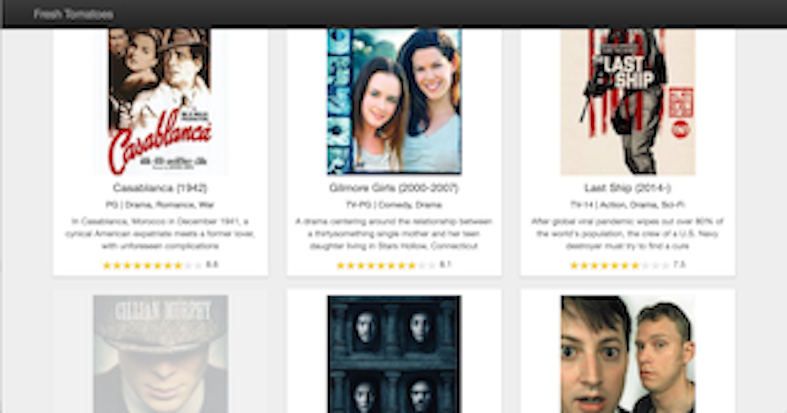 Fresh Tomatoes
Casablanca
THE
LAST
SHIP
Casablanca (1942)
PG | Drama, Romance, War
In Casablanca, Morocco in December 1941, a
cynical American expatriate meets a former lover,
with unforeseen complications
8.6
Gilmore Girls (2000-2007)
TV-PG | Comedy, Drama
A drama centering around the relationship between
a thirtysomething single mother and her teen
daughter living in Stars Hollow, Connecticut
8.1
Last Ship (2014-)
TV-14 | Action, Drama, Sci-Fi
After global viral pandemic wipes out over 80% of
the world's population, the crew of a U.S. Navy
destroyer must try to find a cure
7.5
CILLIAN MURPHY